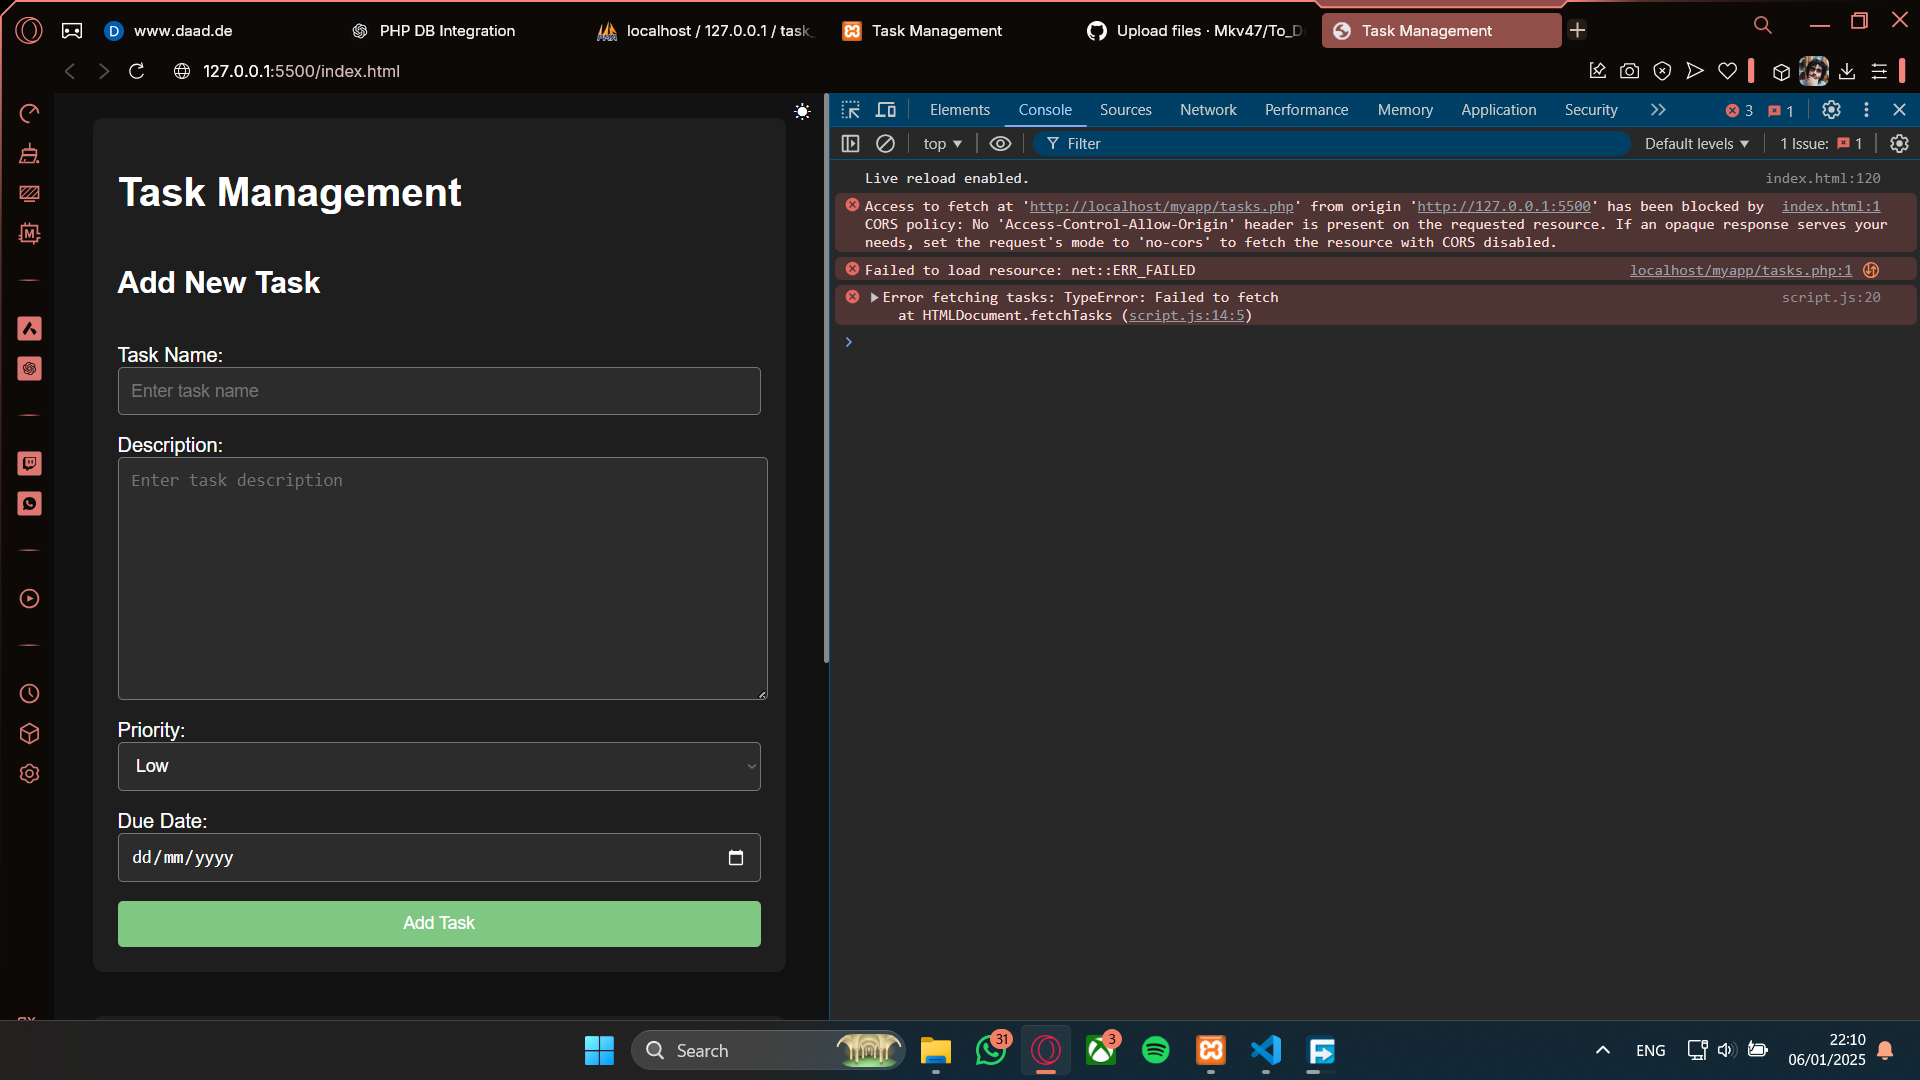 www.daad.de
PHP DB Integration
localhost / 127.0.0.1 / task_
Task Management
Upload files · Mkv47/To_D
Task Management
127.0.0.1:5500/index.html
Elements
Console
Sources
Network
Performance
Memory
Application
Security
3
1
top
Filter
Default levels
1 Issue: 1
Live reload enabled. index.html:120
Access to fetch at 'http://localhost/myapp/tasks.php' from origin 'http://127.0.0.1:5500' has been blocked by index.html:1
CORS policy: No 'Access-Control-Allow-Origin' header is present on the requested resource. If an opaque response serves your
needs, set the request's mode to 'no-cors' to fetch the resource with CORS disabled.
Failed to load resource: net::ERR_FAILED localhost/myapp/tasks.php:1
Error fetching tasks: TypeError: Failed to fetch script.js:20
at HTMLDocument.fetchTasks (script.js:14:5)
Task Management
Add New Task
Task Name:
Enter task name
Description:
Enter task description
Priority:
Low
Due Date:
dd/mm/yyyy
Add Task
Search
31
3
ENG
22:10
06/01/2025